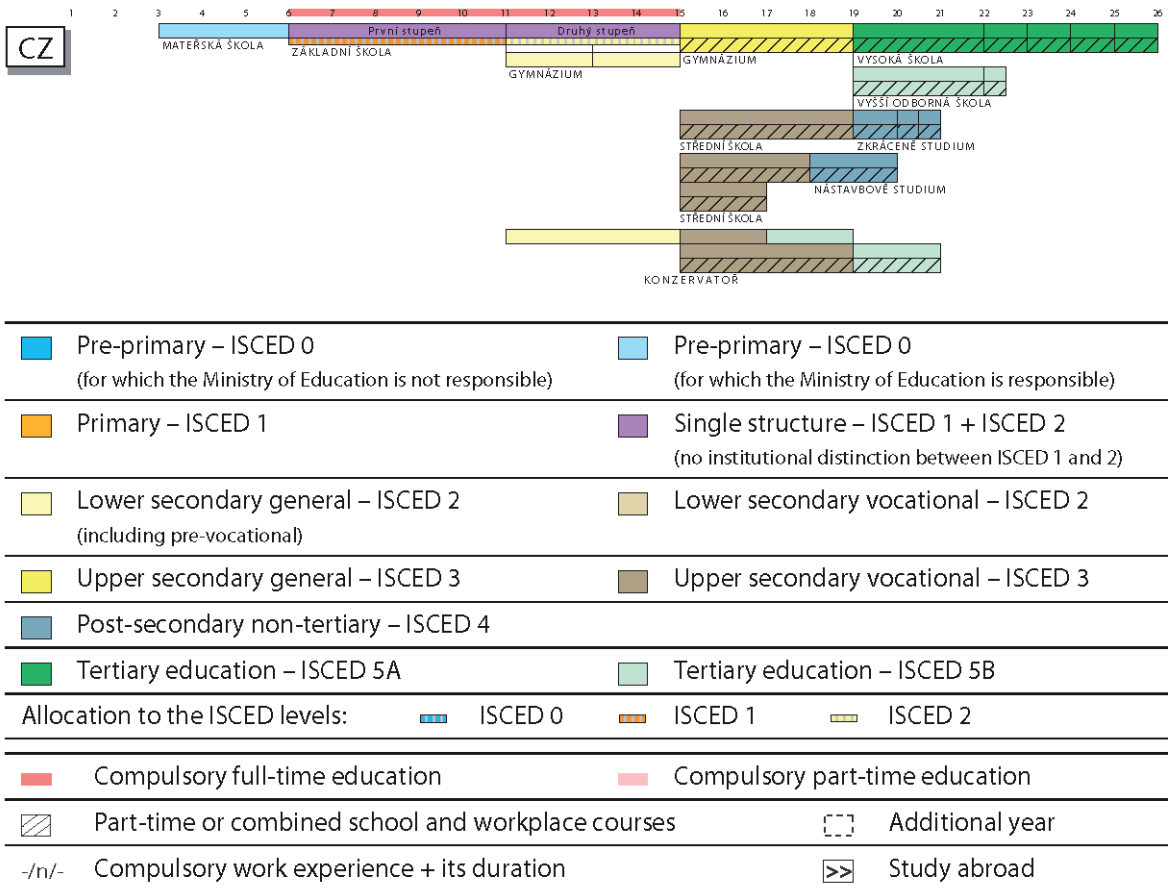 1 2 3 4 5 6 7 8 9 10 11 12 13 14 15 16 17 18 19 20 21 22 23 24 25 26
CZ
První stupeň Druhý stupeň
MATEŘSKÁ ŠKOLA ZÁKLADNÍ ŠKOLA GYMNÁZIUM VYSOKÁ ŠKOLA
GYMNÁZIUM
VYŠŠÍ ODBORNÁ ŠKOLA
STŘEDNÍ ŠKOLA ZKRÁCENÉ STUDIUM
NÁSTAVBOVÉ STUDIUM
STŘEDNÍ ŠKOLA
KONZERVATOŘ
Pre-primary – ISCED 0 Pre-primary – ISCED 0
(for which the Ministry of Education is not responsible) (for which the Ministry of Education is responsible)
Primary – ISCED 1 Single structure – ISCED 1 + ISCED 2
(no institutional distinction between ISCED 1 and 2)
Lower secondary general – ISCED 2 Lower secondary vocational – ISCED 2
(including pre-vocational)
Upper secondary general – ISCED 3 Upper secondary vocational – ISCED 3
Post-secondary non-tertiary – ISCED 4
Tertiary education – ISCED 5A Tertiary education – ISCED 5B
Allocation to the ISCED levels: ISCED 0 ISCED 1 ISCED 2
Compulsory full-time education Compulsory part-time education
Part-time or combined school and workplace courses Additional year
-/n/- Compulsory work experience + its duration >> Study abroad